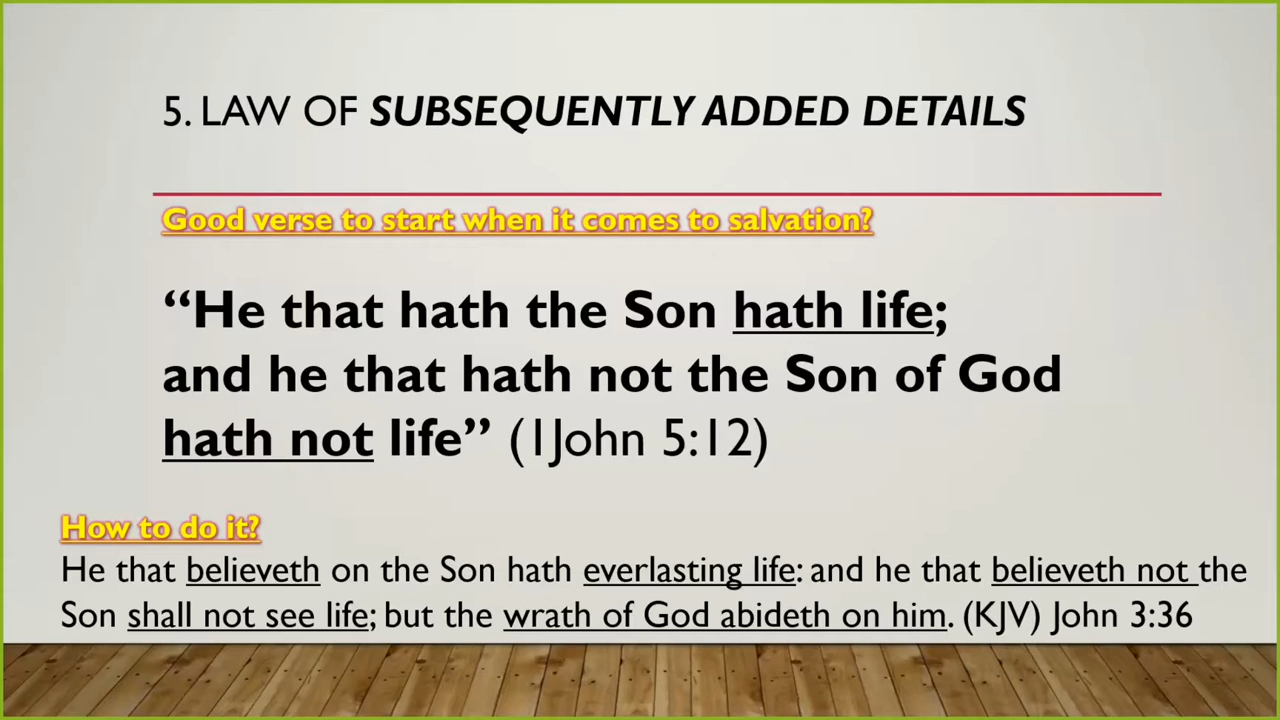 5. LAW OF SUBSEQUENTLY ADDED DETAILS
Good verse to start when it comes to salvation?
“He that hath the Son hath life;
and he that hath not the Son of God
hath not life” (1John 5:12)
How to do it?
He that believeth on the Son hath everlasting life: and he that believeth not the
Son shall not see life; but the wrath of God abideth on him. (KJV) John 3:36